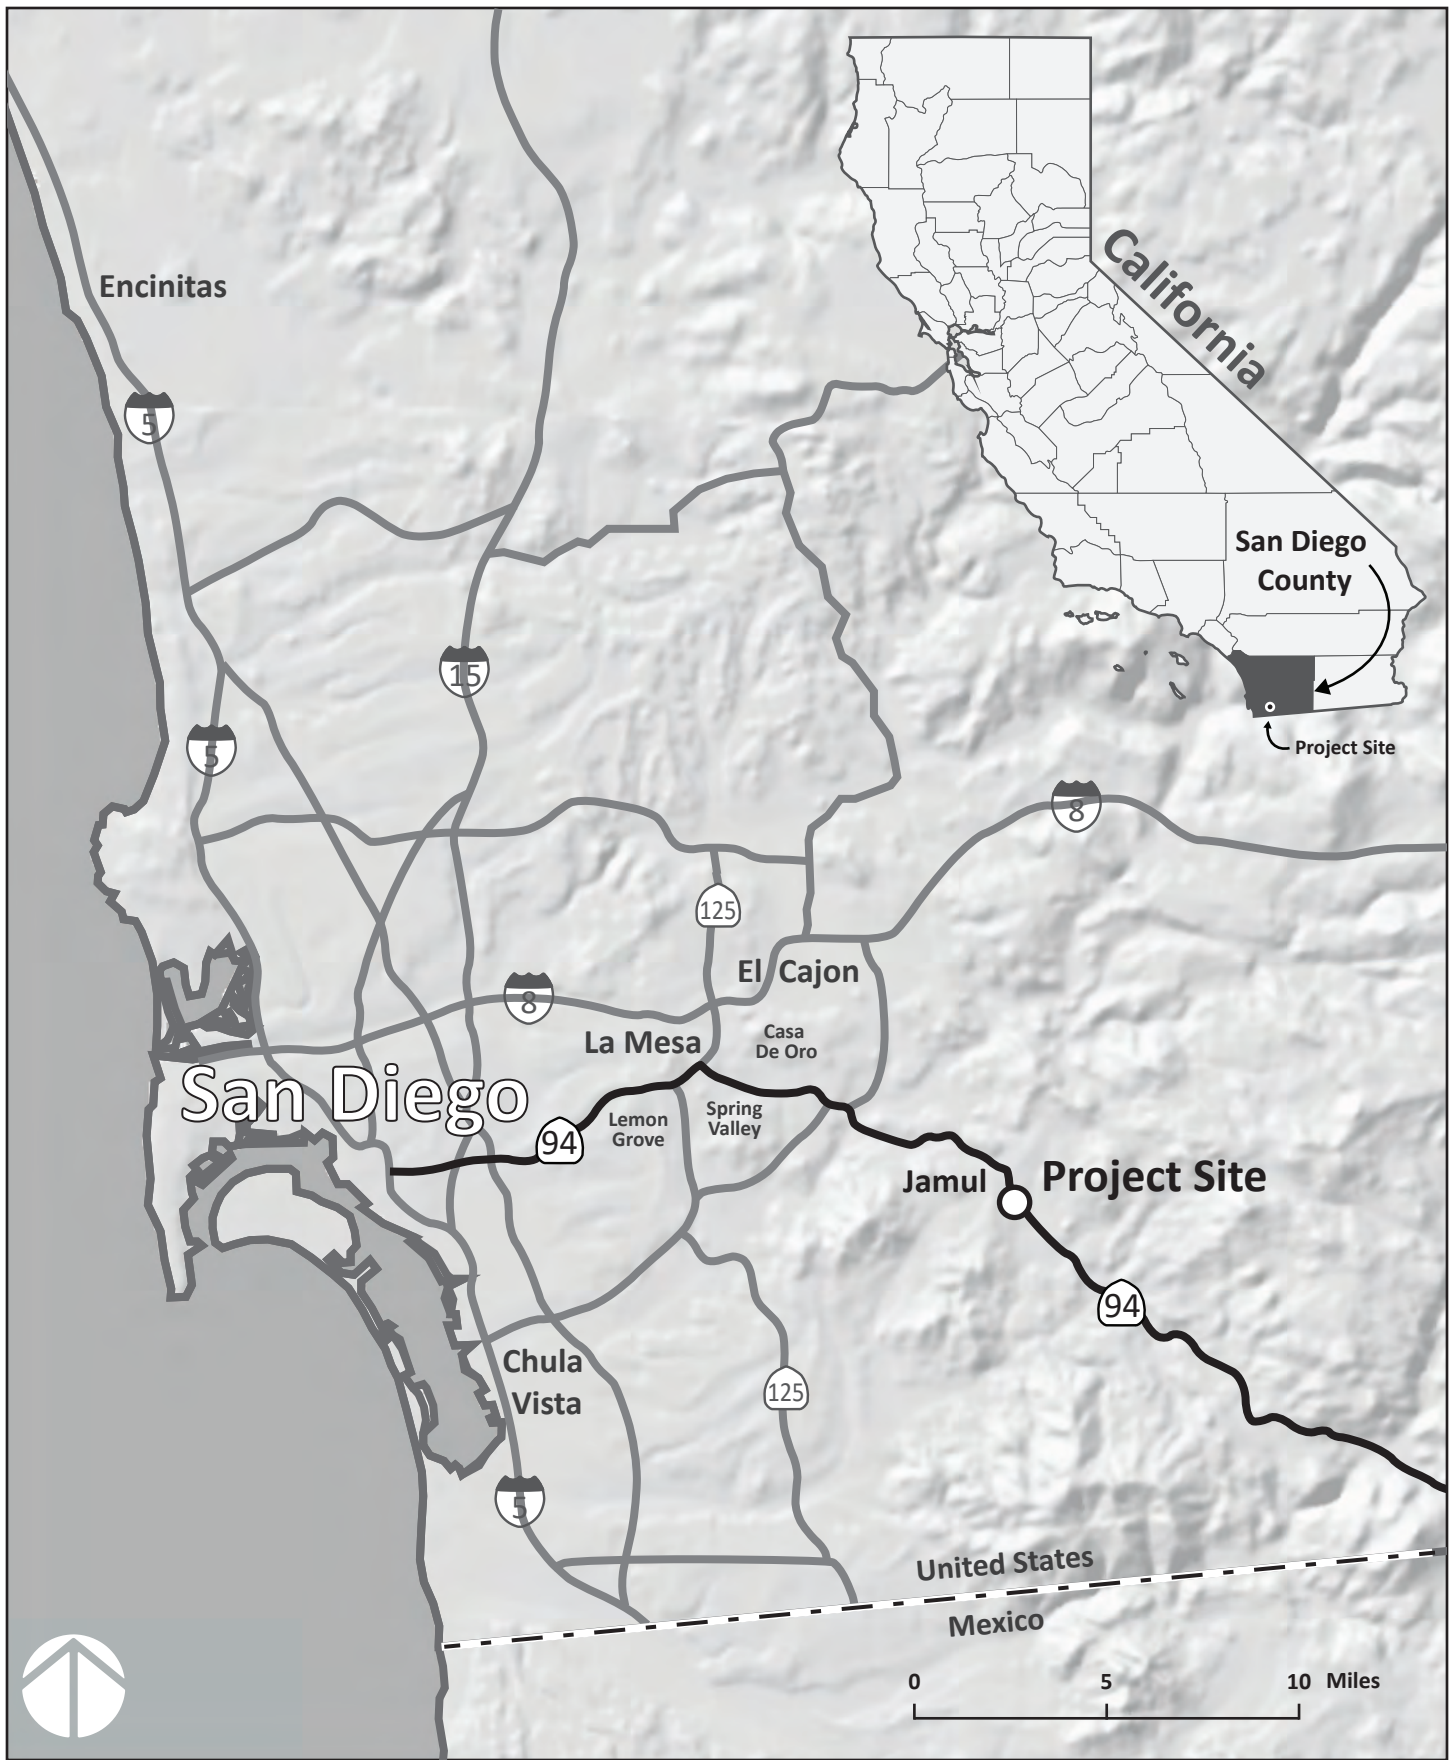 California
Encinitas
5
San Diego
County
15
5
Project Site
8
125
El Cajon
8
La Mesa
Casa
De Oro
San Diego
Lemon
Grove
Spring
Valley
94
Jamul
Project Site
94
Chula
Vista
125
5
United States
Mexico
0 5 10 Miles